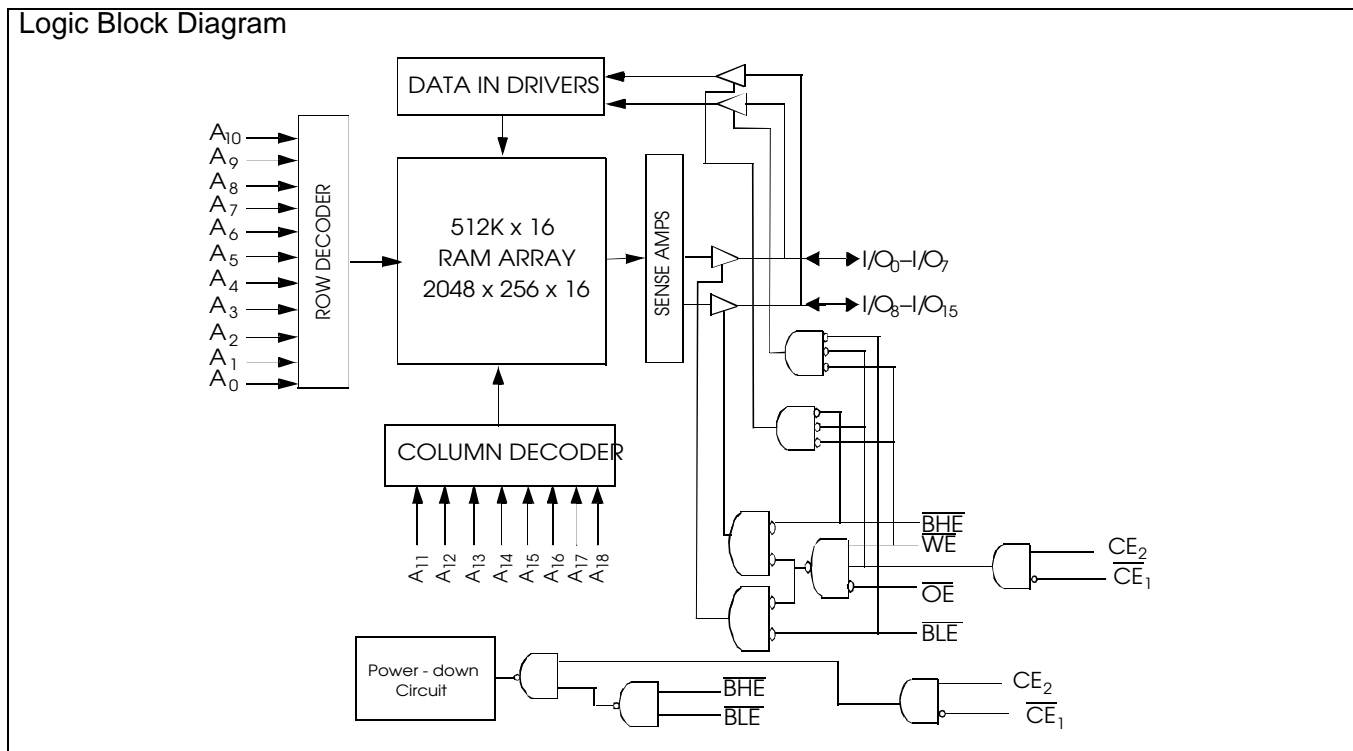 Logic Block Diagram
DATA IN DRIVERS
A10
A9
A8
A7
A6
A5
A4
A3
A2
A1
A0
ROW DECODER
512K x 16
RAM ARRAY
2048 x 256 x 16
SENSE AMPS
I/O0–I/O7
I/O8–I/O15
COLUMN DECODER
A11
A12
A13
A14
A15
A16
A17
A18
BHE
WE
OE
BLE
CE2
CE1
Power - down
Circuit
BHE
BLE
CE2
CE1